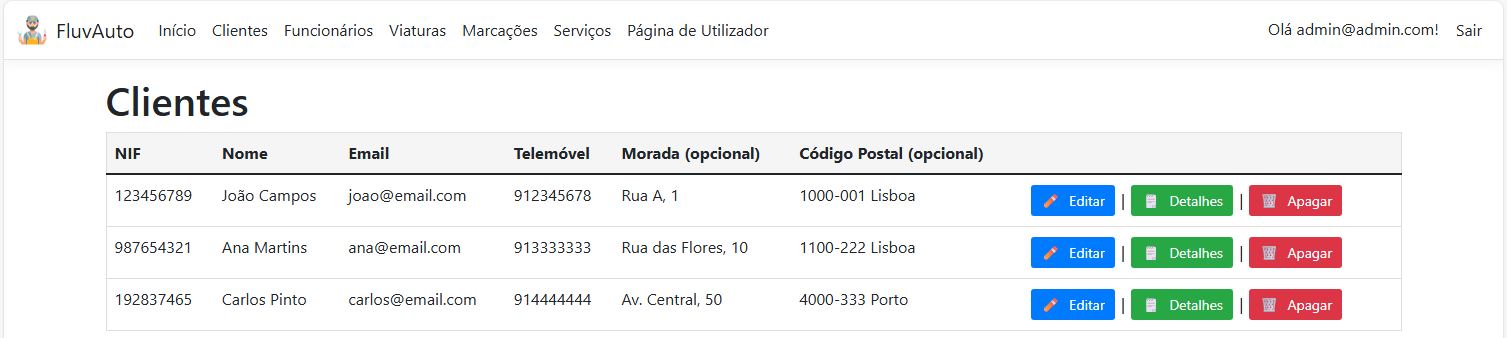 FluvAuto Início Clientes Funcionários Viaturas Marcações Serviços Página de Utilizador Olá admin@admin.com! Sair
Clientes
NIF Nome Email Telemóvel Morada (opcional) Código Postal (opcional)
123456789 João Campos joao@email.com 912345678 Rua A, 1 1000-001 Lisboa Editar | Detalhes | Apagar
987654321 Ana Martins ana@email.com 913333333 Rua das Flores, 10 1100-222 Lisboa Editar | Detalhes | Apagar
192837465 Carlos Pinto carlos@email.com 914444444 Av. Central, 50 4000-333 Porto Editar | Detalhes | Apagar